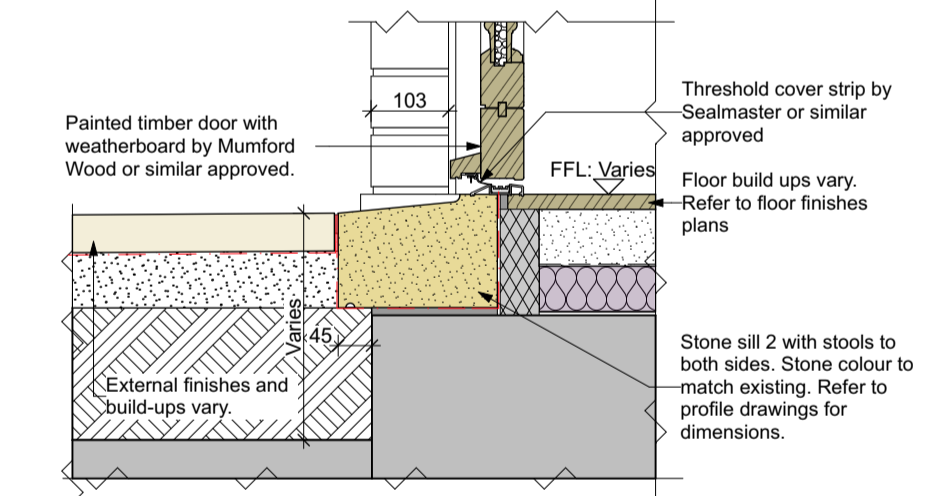 103
Painted timber door with
weatherboard by Mumford
Wood or similar approved.
Threshold cover strip by
Sealmaster or similar
approved
FFL: Varies
Floor build ups vary.
Refer to floor finishes
plans
Varies
45
External finishes and
build-ups vary.
Stone sill 2 with stools to
both sides. Stone colour to
match existing. Refer to
profile drawings for
dimensions.